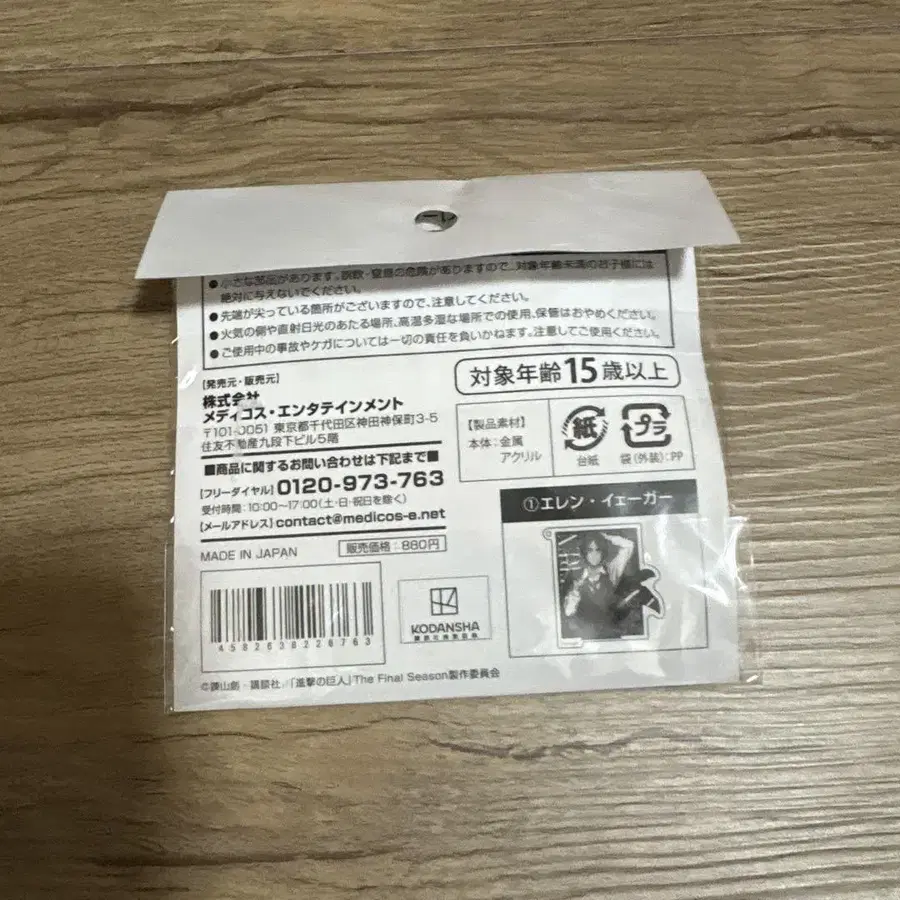 ●小さな部品があります。誤飲・窒息の危険がありますので、対象年齢未満のお子様には
絶対に与えないでください。
●先端が尖っている箇所がございますので、注意してください。
●火気の側や直射日光のあたる場所、高温多湿な場所での使用、保管はおやめください。
●ご使用中の事故やケガについては一切の責任を負いかねます。注意してご使用ください。
[発売元・販売元]
株式会社
メディコス・エンタテインメント
〒101-0051 東京都千代田区神田神保町3-5
住友不動産九段下ビル5階
■商品に関するお問い合わせは下記まで■
[フリーダイヤル] 0120-973-763
受付時間:10:00〜17:00(土・日・祝日を除く)
[メールアドレス] contact@medicos-e.net
MADE IN JAPAN
販売価格:880円
対象年齢15歳以上
【製品素材】
本体:金属
アクリル
紙
台紙
プラ
袋(外装):PP
①エレン・イェーガー
KODANSHA
©諫山創・講談社/「進撃の巨人」The Final Season製作委員会